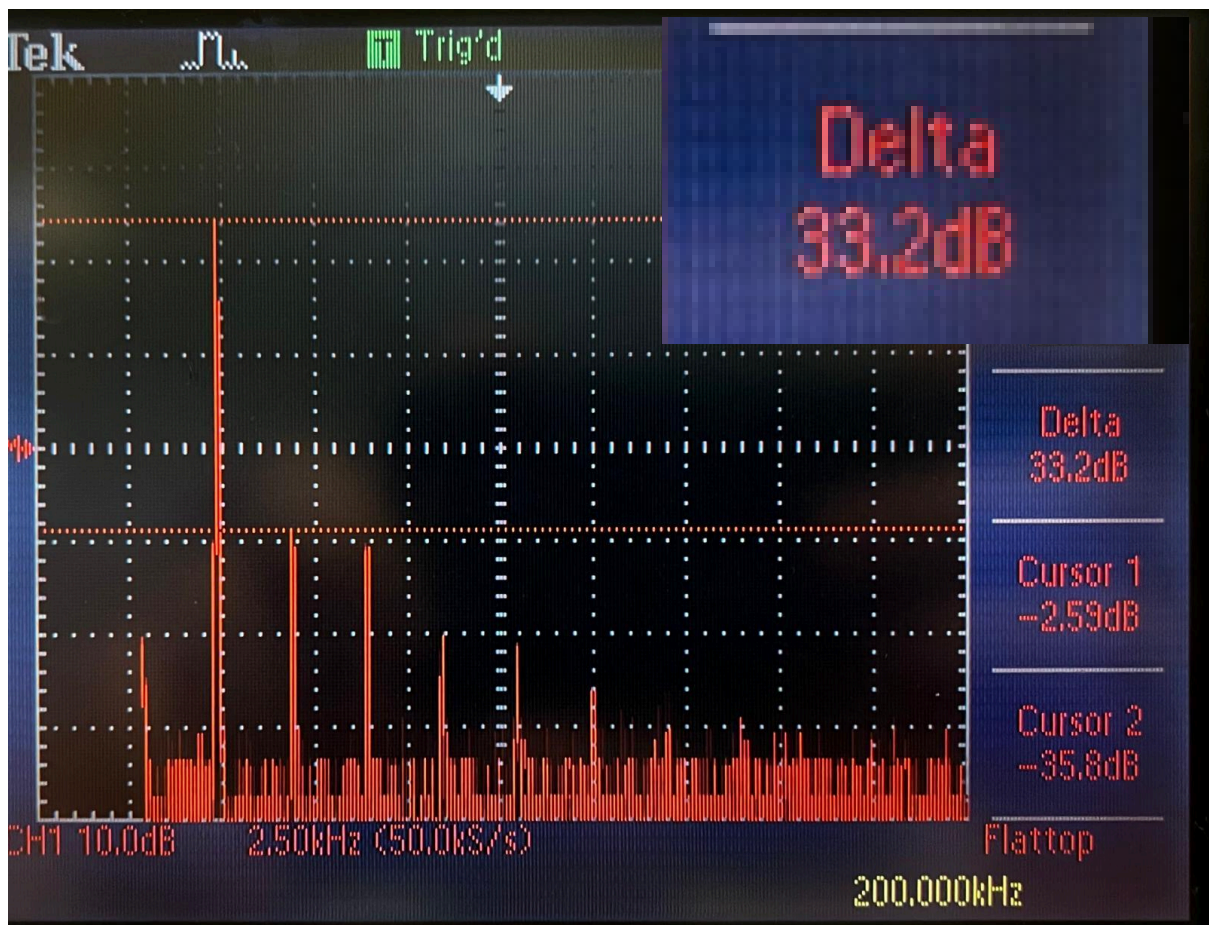 Tek
T Trig'd
Delta
33.2dB
Delta
33.2dB
Cursor 1
-2.59dB
Cursor 2
-35.8dB
CH1 10.0dB
2.50kHz (50.0kS/s)
Flattop
200.000kHz